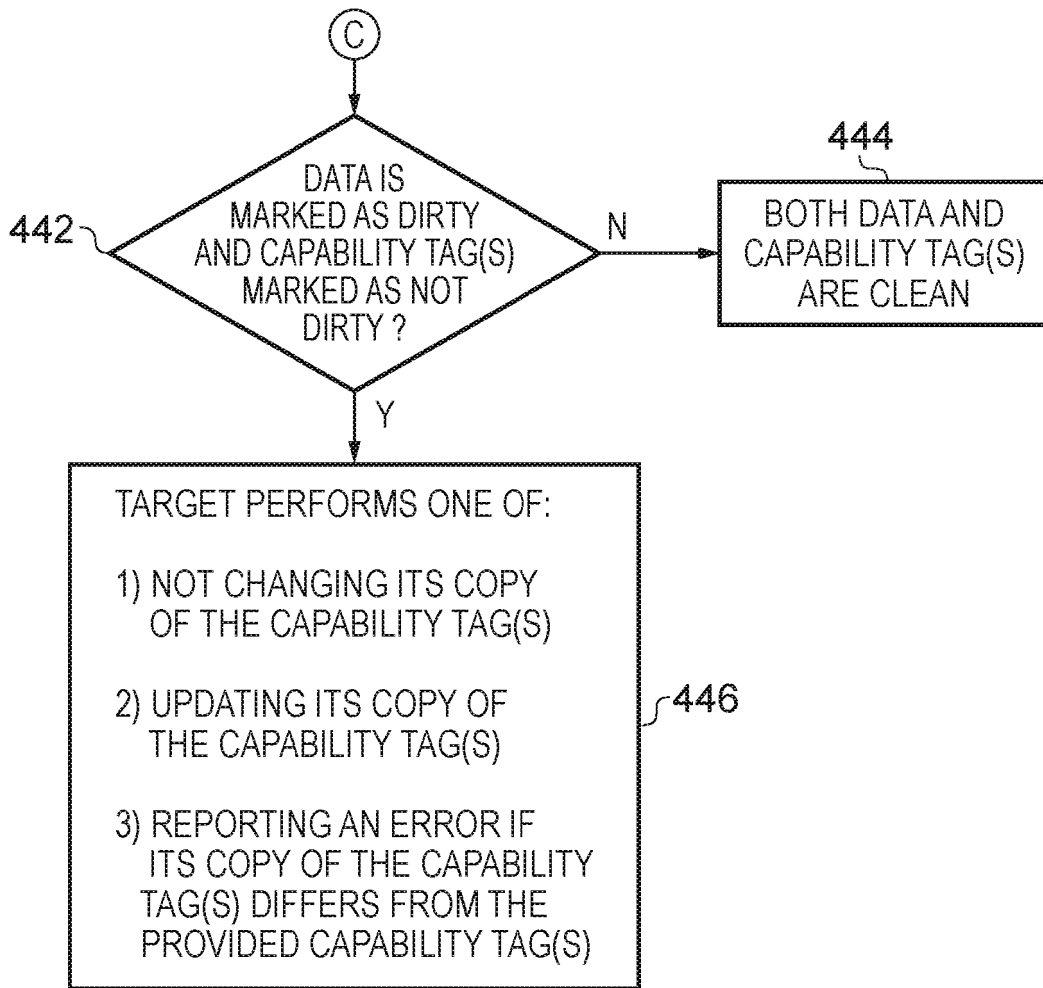 C
DATA IS
MARKED AS DIRTY
AND CAPABILITY TAG(S)
MARKED AS NOT
DIRTY ?
442
N
444
BOTH DATA AND
CAPABILITY TAG(S)
ARE CLEAN
Y
TARGET PERFORMS ONE OF:
1) NOT CHANGING ITS COPY
OF THE CAPABILITY TAG(S)
2) UPDATING ITS COPY OF
THE CAPABILITY TAG(S)
3) REPORTING AN ERROR IF
ITS COPY OF THE CAPABILITY
TAG(S) DIFFERS FROM THE
PROVIDED CAPABILITY TAG(S)
446